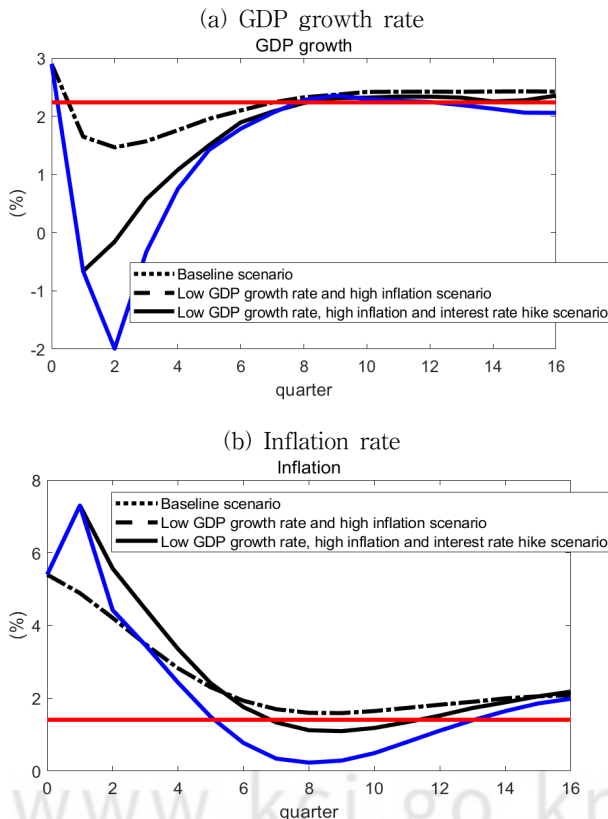 (a) GDP growth rate
GDP growth
3
2
1
0
-1
-2
(%)
Baseline scenario
Low GDP growth rate and high inflation scenario
Low GDP growth rate, high inflation and interest rate hike scenario
0 2 4 6 8 10 12 14 16
quarter
(b) Inflation rate
Inflation
8
6
4
2
0
(%)
Baseline scenario
Low GDP growth rate and high inflation scenario
Low GDP growth rate, high inflation and interest rate hike scenario
0 2 4 6 8 10 12 14 16
quarter
www.kci.go.kr